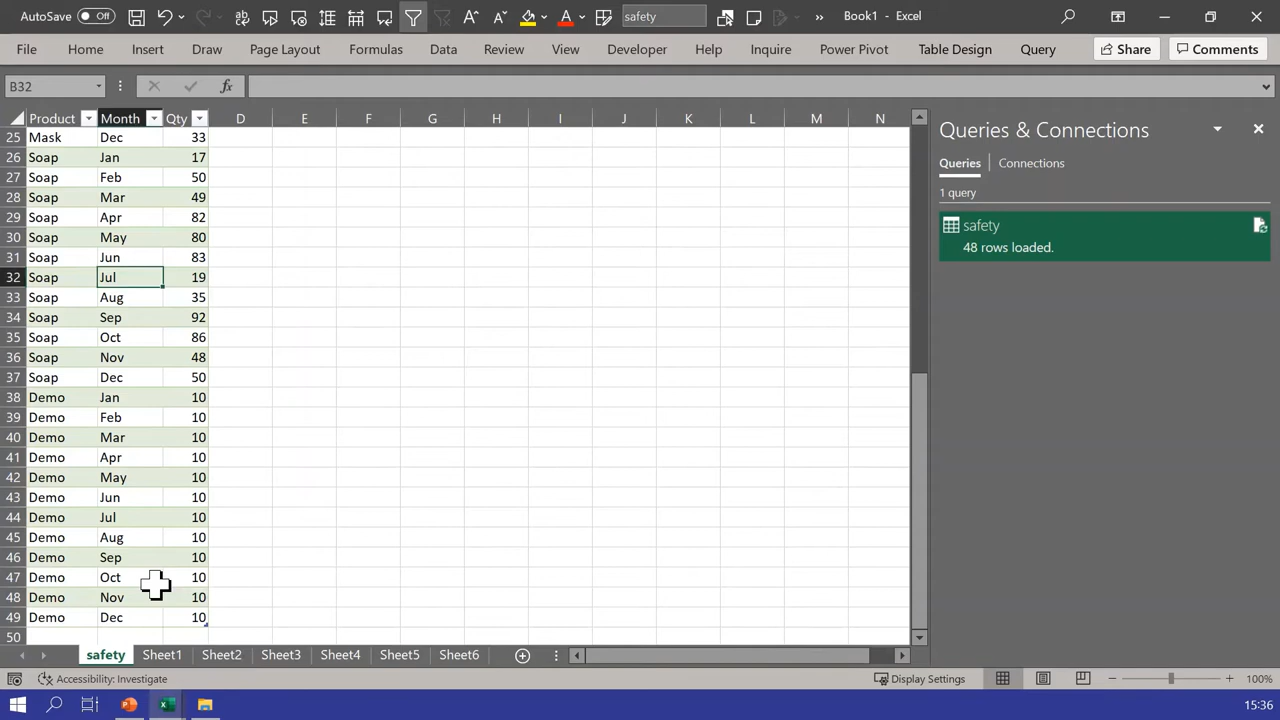 AutoSave Off safety Book1 - Excel
File Home Insert Draw Page Layout Formulas Data Review View Developer Help Inquire Power Pivot Table Design Query Share Comments
B32 fx
Product Month Qty D E F G H I J K L M N
25 Mask Dec 33
26 Soap Jan 17
27 Soap Feb 50
28 Soap Mar 49
29 Soap Apr 82
30 Soap May 80
31 Soap Jun 83
32 Soap Jul 19
33 Soap Aug 35
34 Soap Sep 92
35 Soap Oct 86
36 Soap Nov 48
37 Soap Dec 50
38 Demo Jan 10
39 Demo Feb 10
40 Demo Mar 10
41 Demo Apr 10
42 Demo May 10
43 Demo Jun 10
44 Demo Jul 10
45 Demo Aug 10
46 Demo Sep 10
47 Demo Oct 10
48 Demo Nov 10
49 Demo Dec 10
50
Queries & Connections
Queries Connections
1 query
safety
48 rows loaded.
safety Sheet1 Sheet2 Sheet3 Sheet4 Sheet5 Sheet6
Accessibility: Investigate Display Settings 100%
15:36